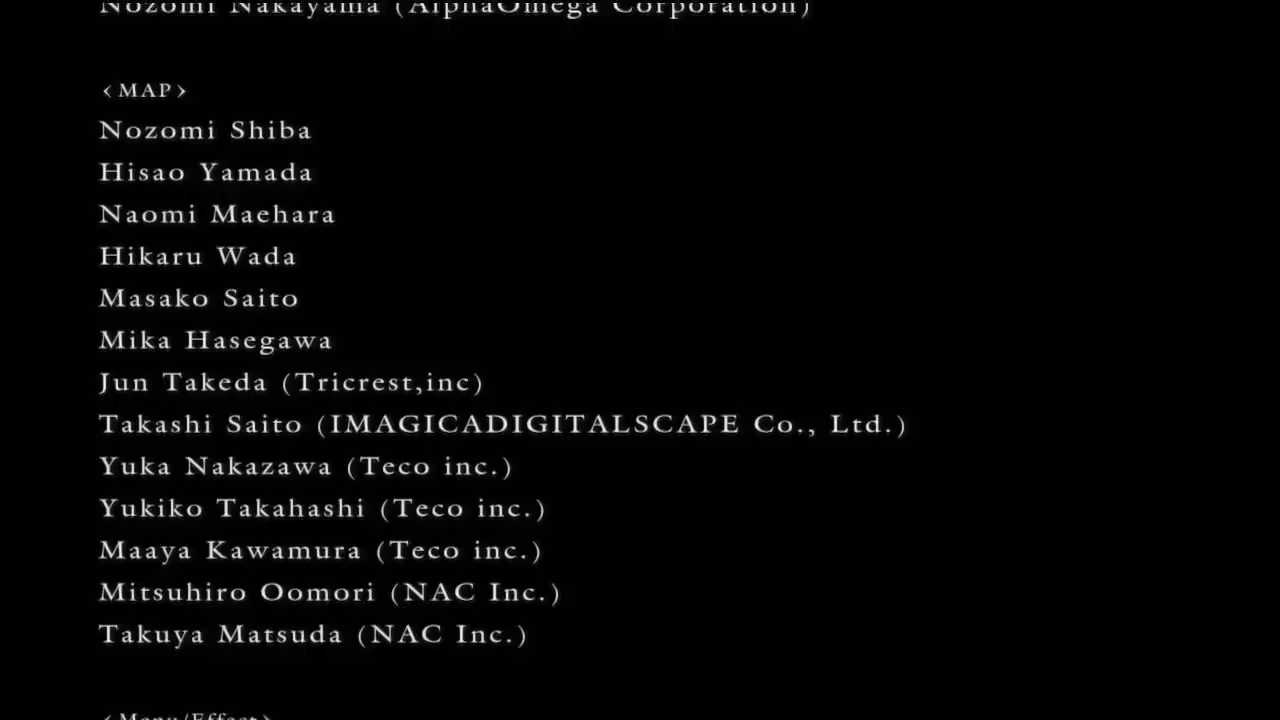 Nozomi Nakayama (AlphaOmega Corporation)
<MAP>
Nozomi Shiba
Hisao Yamada
Naomi Maehara
Hikaru Wada
Masako Saito
Mika Hasegawa
Jun Takeda (Tricrest,inc)
Takashi Saito (IMAGICADIGITALSCAPE Co., Ltd.)
Yuka Nakazawa (Teco inc.)
Yukiko Takahashi (Teco inc.)
Maaya Kawamura (Teco inc.)
Mitsuhiro Oomori (NAC Inc.)
Takuya Matsuda (NAC Inc.)
<Menu/Effect>